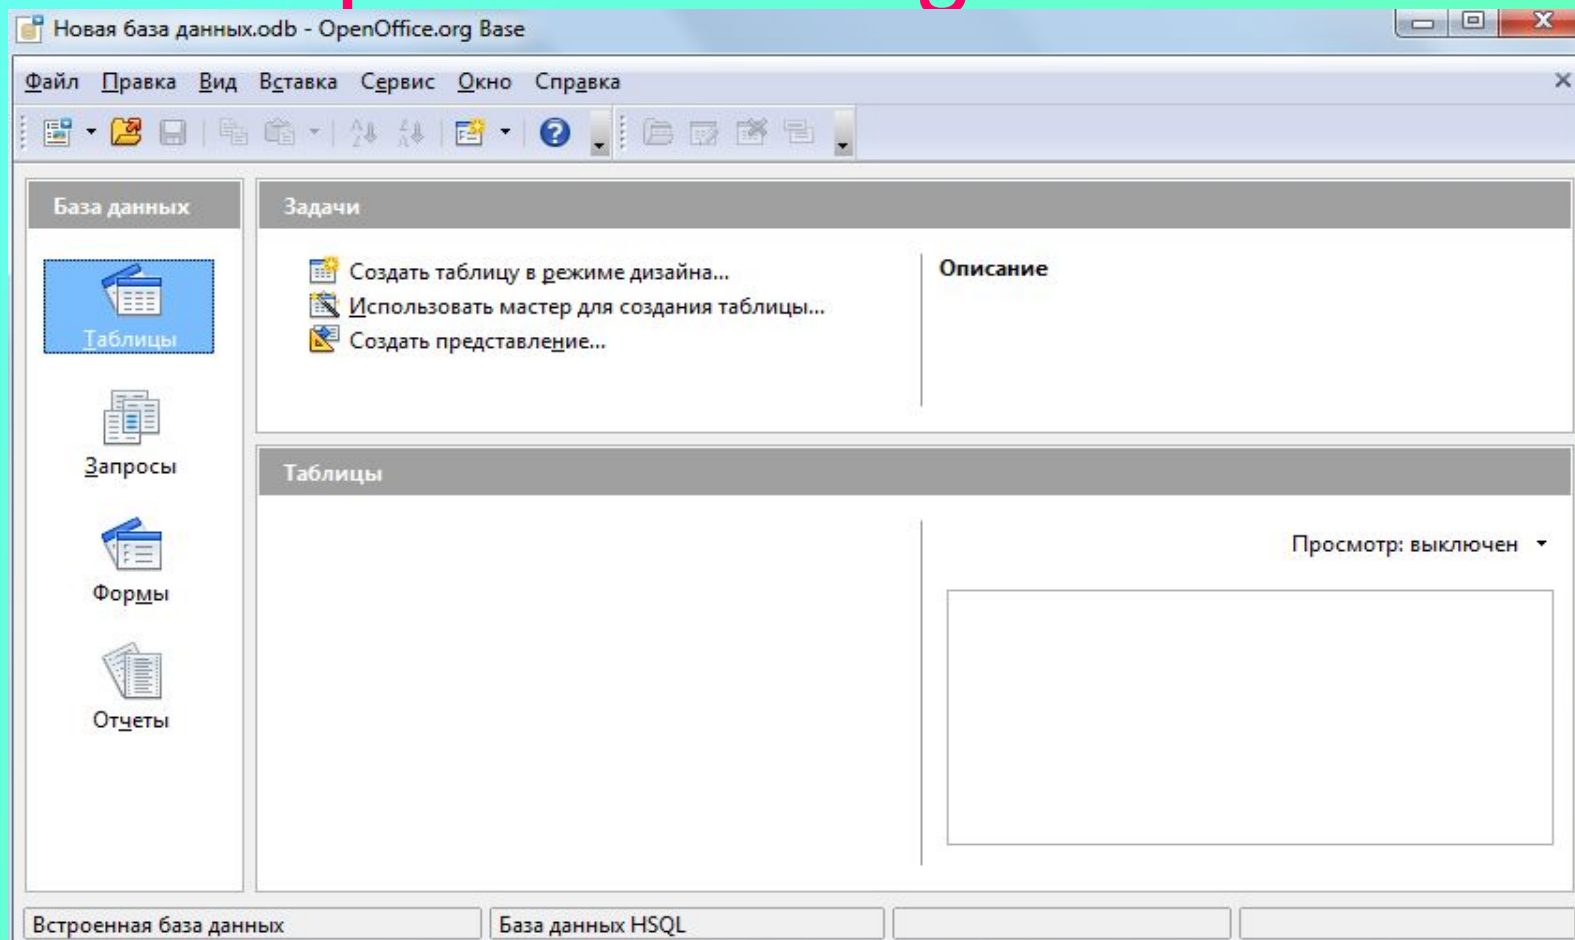 Новая база данных.odb - OpenOffice.org Base
Файл Правка Вид Вставка Сервис Окно Справка
База данных
Задачи
Таблицы
Запросы
Формы
Отчеты
Создать таблицу в режиме дизайна...
Использовать мастер для создания таблицы...
Создать представление...
Описание
Таблицы
Просмотр: выключен
Встроенная база данных
База данных HSQL